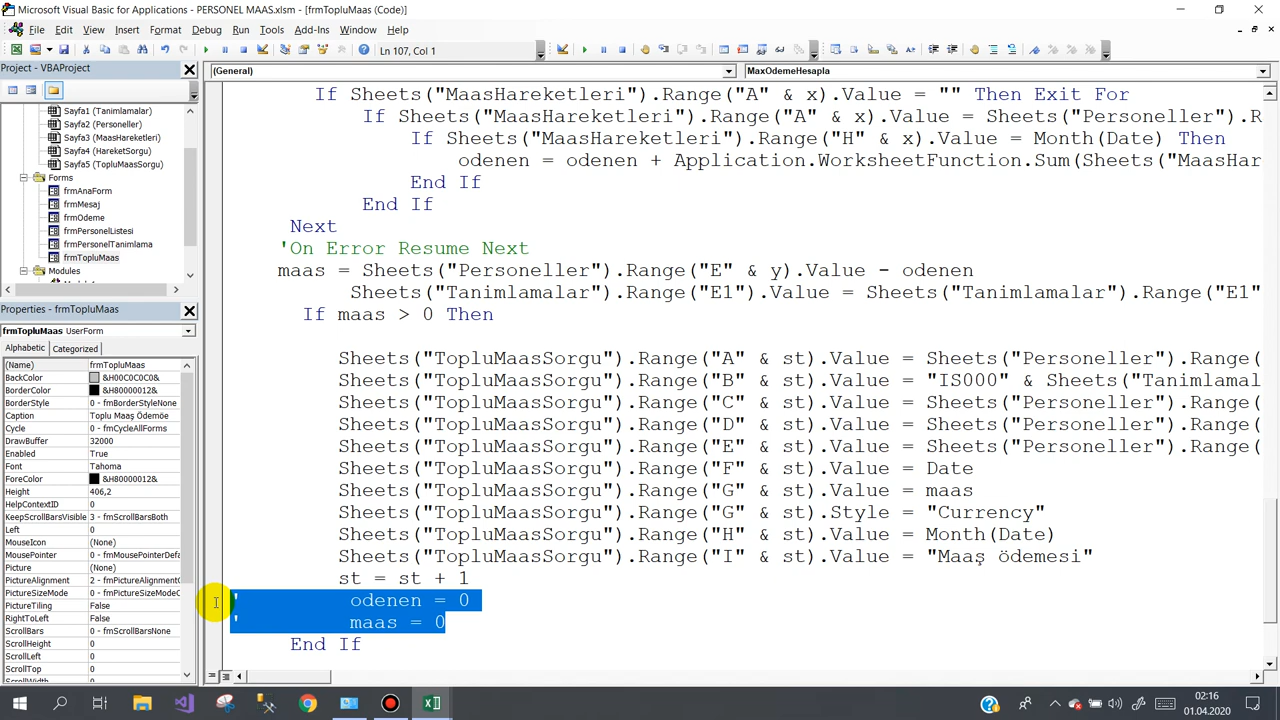 Microsoft Visual Basic for Applications - PERSONEL MAAS.xlsm - [frmTopluMaas (Code)]
File Edit View Insert Format Debug Run Tools Add-Ins Window Help
Ln 107, Col 1
Project - VBAProject
(General)
MaxOdemeHesapla
Sayfa1 (Tanimlamalar)
Sayfa2 (Personeller)
Sayfa3 (MaasHareketleri)
Sayfa4 (HareketSorgu)
Sayfa5 (TopluMaasSorgu)
Forms
frmAnaForm
frmMesaj
frmOdeme
frmPersonelListesi
frmPersonelTanimlama
frmTopluMaas
Modules
Properties - frmTopluMaas
frmTopluMaas UserForm
Alphabetic Categorized
(Name) frmTopluMaas
BackColor &H00C0C0C0&
BorderColor &H80000012&
BorderStyle 0 - fmBorderStyleNone
Caption Toplu Maaş Ödemöe
Cycle 0 - fmCycleAllForms
DrawBuffer 32000
Enabled True
Font Tahoma
ForeColor &H80000012&
Height 406,2
HelpContextID 0
KeepScrollBarsVisible 3 - fmScrollBarsBoth
Left 0
MouseIcon (None)
MousePointer 0 - fmMousePointerDefa
Picture (None)
PictureAlignment 2 - fmPictureAlignmentC
PictureSizeMode 0 - fmPictureSizeModeC
PictureTiling False
RightToLeft False
ScrollBars 0 - fmScrollBarsNone
ScrollHeight 0
ScrollLeft 0
ScrollTop 0
ScrollWidth 0
If Sheets("MaasHareketleri").Range("A" & x).Value = "" Then Exit For
If Sheets("MaasHareketleri").Range("A" & x).Value = Sheets("Personeller").R
If Sheets("MaasHareketleri").Range("H" & x).Value = Month(Date) Then
odenen = odenen + Application.WorksheetFunction.Sum(Sheets("MaasHar
End If
End If
Next
'On Error Resume Next
maas = Sheets("Personeller").Range("E" & y).Value - odenen
Sheets("Tanimlamalar").Range("E1").Value = Sheets("Tanimlamalar").Range("E1"
If maas > 0 Then
Sheets("TopluMaasSorgu").Range("A" & st).Value = Sheets("Personeller").Range(
Sheets("TopluMaasSorgu").Range("B" & st).Value = "IS000" & Sheets("Tanimlamal
Sheets("TopluMaasSorgu").Range("C" & st).Value = Sheets("Personeller").Range(
Sheets("TopluMaasSorgu").Range("D" & st).Value = Sheets("Personeller").Range(
Sheets("TopluMaasSorgu").Range("E" & st).Value = Sheets("Personeller").Range(
Sheets("TopluMaasSorgu").Range("F" & st).Value = Date
Sheets("TopluMaasSorgu").Range("G" & st).Value = maas
Sheets("TopluMaasSorgu").Range("G" & st).Style = "Currency"
Sheets("TopluMaasSorgu").Range("H" & st).Value = Month(Date)
Sheets("TopluMaasSorgu").Range("I" & st).Value = "Maaş ödemesi"
st = st + 1
' odenen = 0
' maas = 0
End If
02:16
01.04.2020